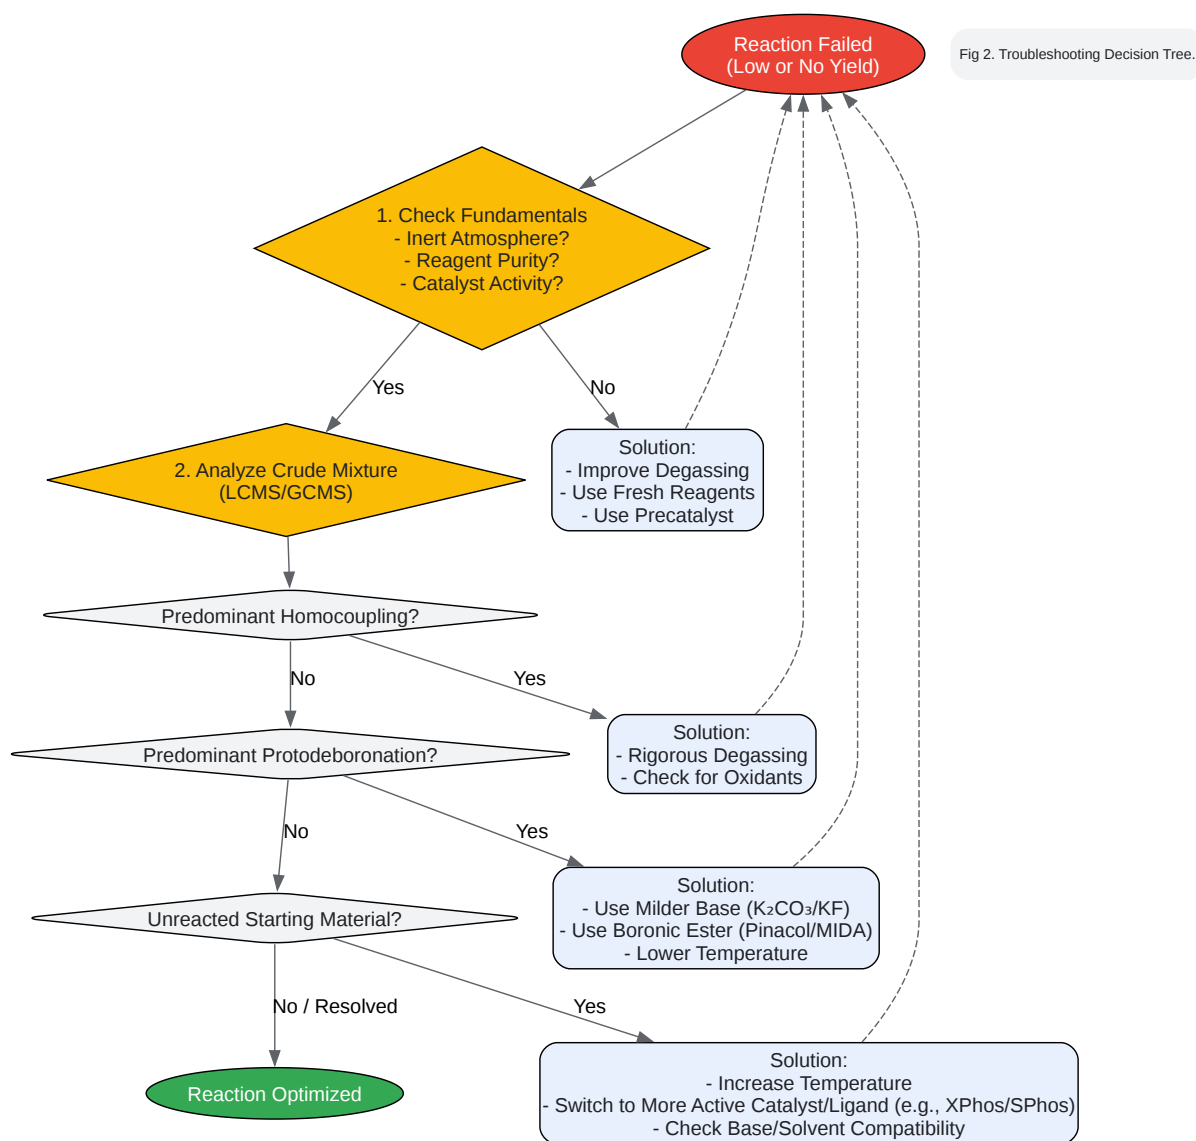 Reaction Failed
(Low or No Yield)
Fig 2. Troubleshooting Decision Tree.
1. Check Fundamentals
- Inert Atmosphere?
- Reagent Purity?
- Catalyst Activity?
Yes
No
2. Analyze Crude Mixture
(LCMS/GCMS)
Solution:
- Improve Degassing
- Use Fresh Reagents
- Use Precatalyst
Predominant Homocoupling?
No
Yes
Solution:
- Rigorous Degassing
- Check for Oxidants
Predominant Protodeboronation?
No
Yes
Solution:
- Use Milder Base (K₂CO₃/KF)
- Use Boronic Ester (Pinacol/MIDA)
- Lower Temperature
Unreacted Starting Material?
No / Resolved
Yes
Reaction Optimized
Solution:
- Increase Temperature
- Switch to More Active Catalyst/Ligand (e.g., XPhos/SPhos)
- Check Base/Solvent Compatibility